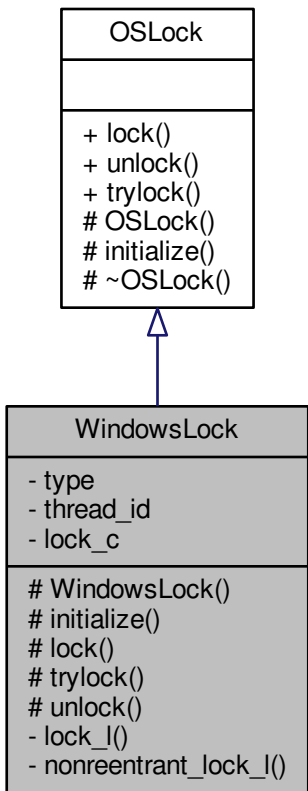 OSLock
+ lock()
+ unlock()
+ trylock()
# OSLock()
# initialize()
# ~OSLock()
WindowsLock
- type
- thread_id
- lock_c
# WindowsLock()
# initialize()
# lock()
# trylock()
# unlock()
- lock_l()
- nonreentrant_lock_l()